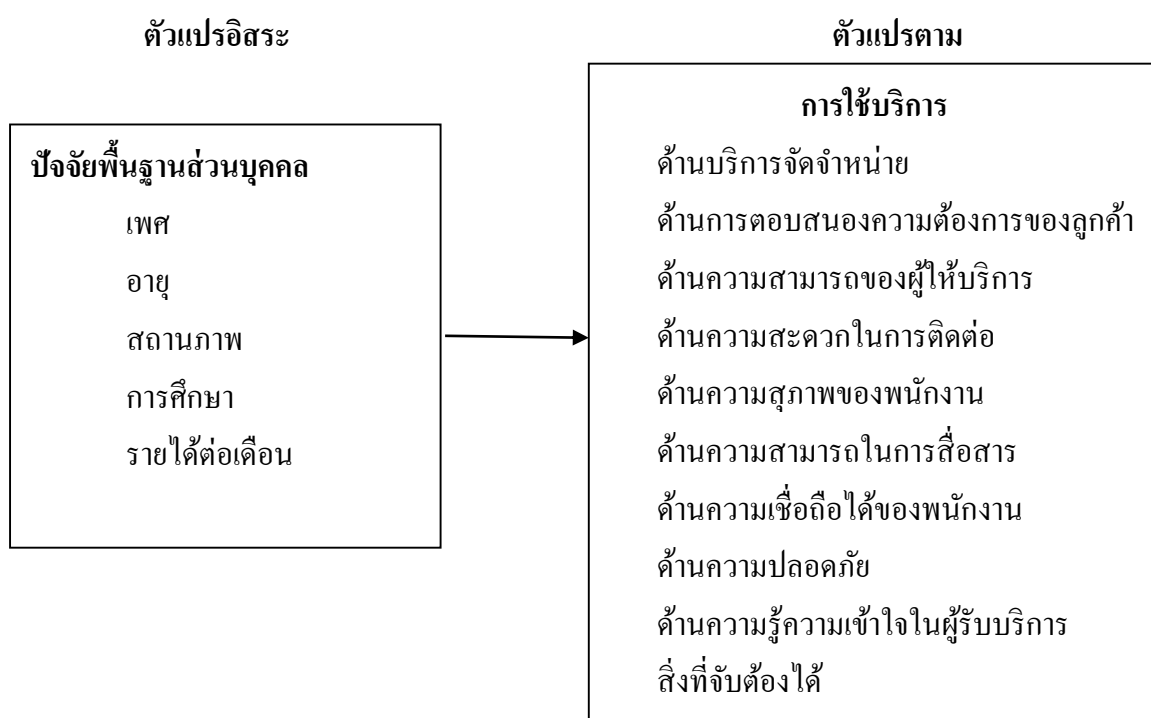 ตัวแปรอิสระ
ปัจจัยพื้นฐานส่วนบุคคล
เพศ
อายุ
สถานภาพ
การศึกษา
รายได้ต่อเดือน
ตัวแปรตาม
การใช้บริการ
ด้านบริการจัดจำหน่าย
ด้านการตอบสนองความต้องการของลูกค้า
ด้านความสามารถของผู้ให้บริการ
ด้านความสะดวกในการติดต่อ
ด้านความสุภาพของพนักงาน
ด้านความสามารถในการสื่อสาร
ด้านความเชื่อถือได้ของพนักงาน
ด้านความปลอดภัย
ด้านความรู้ความเข้าใจในผู้รับบริการ
สิ่งที่จับต้องได้